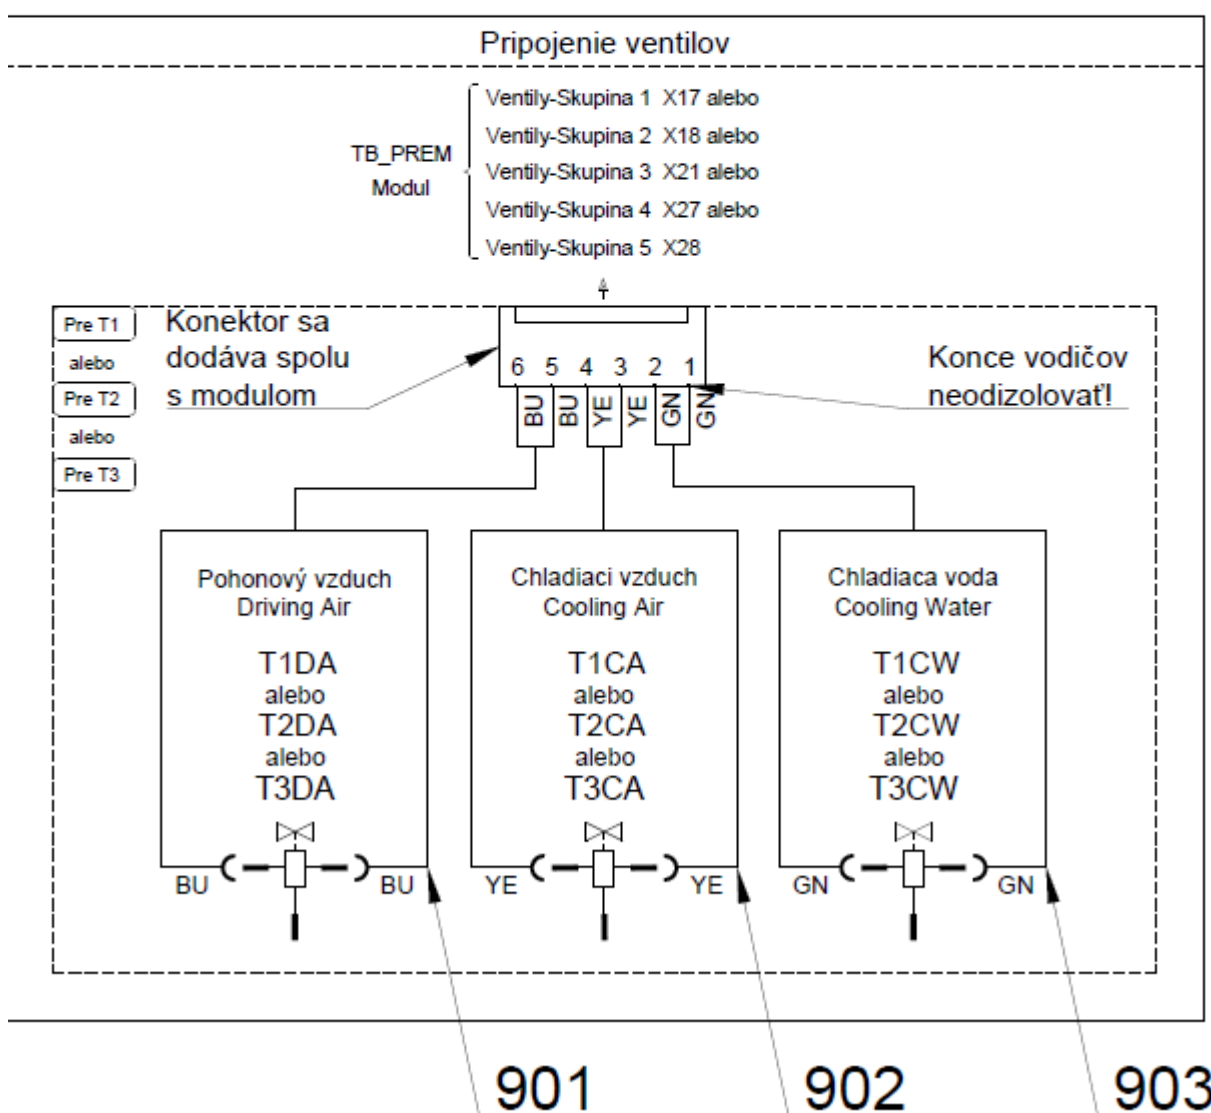 Pripojenie ventilov
TB_PREM
Modul
Ventily-Skupina 1 X17 alebo
Ventily-Skupina 2 X18 alebo
Ventily-Skupina 3 X21 alebo
Ventily-Skupina 4 X27 alebo
Ventily-Skupina 5 X28
Pre T1
alebo
Pre T2
alebo
Pre T3
Konektor sa
dodáva spolu
s modulom
6 5 4 3 2 1
BU BU YE YE GN GN
Konce vodičov
neodizolovať!
Pohonový vzduch
Driving Air
T1DA
alebo
T2DA
alebo
T3DA
BU BU
Chladiaci vzduch
Cooling Air
T1CA
alebo
T2CA
alebo
T3CA
YE YE
Chladiaca voda
Cooling Water
T1CW
alebo
T2CW
alebo
T3CW
GN GN
901 902 903